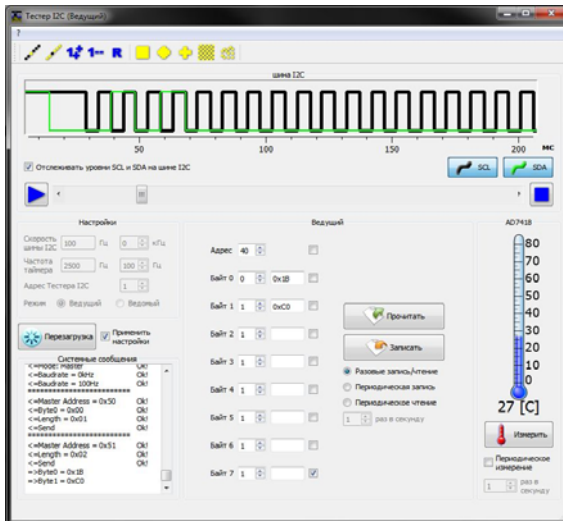 Тестер I2C (Ведущий)
?
1 1-- R
шина I2C
50 100 150 200 мс
Отслеживать уровни SCL и SDA на шине I2C
SCL SDA
Настройки
Скорость шины I2C 100 Гц 0 кГц
Частота таймера 2500 Гц 100 Гц
Адрес Тестера I2C 1
Режим Ведущий Ведомый
Перезагрузка Применить настройки
Системные сообщения
<=Model: Master Ok!
<=Baudrate = 0kHz Ok!
<=Baudrate = 100Hz Ok!
**************************
<=Master Address = 0x50 Ok!
<=Byte0 = 0x00 Ok!
<=Length = 0x01 Ok!
<=Send Ok!
**************************
<=Master Address = 0x51 Ok!
<=Length = 0x02 Ok!
<=Send Ok!
=>Byte0 = 0x1B
=>Byte1 = 0xC0
Ведущий
Адрес 40
Байт 0 0 0x1B
Байт 1 1 0xC0
Байт 2 1
Байт 3 1
Байт 4 1
Байт 5 1
Байт 6 1
Байт 7 1
Прочитать
Записать
Разовые запись/чтение
Периодическая запись
Периодическое чтение
1 раз в секунду
AD7418
80
70
60
50
40
30
20
10
0
27 [C]
Измерить
Периодическое измерение
1 раз в секунду